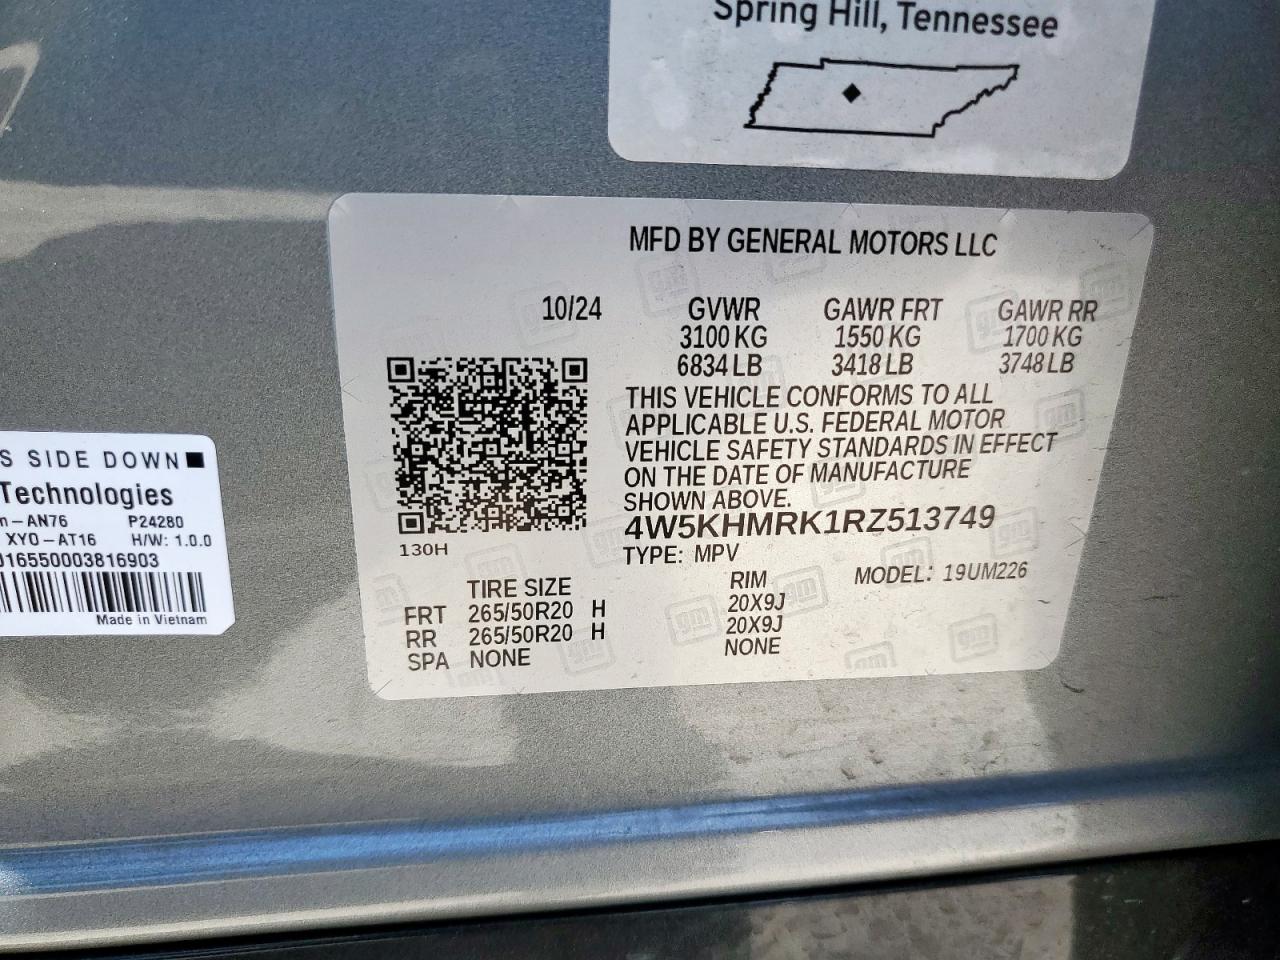 Spring Hill, Tennessee
MFD BY GENERAL MOTORS LLC
10/24 GVWR GAWR FRT GAWR RR
3100 KG 1550 KG 1700 KG
6834 LB 3418 LB 3748 LB
THIS VEHICLE CONFORMS TO ALL
APPLICABLE U.S. FEDERAL MOTOR
VEHICLE SAFETY STANDARDS IN EFFECT
ON THE DATE OF MANUFACTURE
SHOWN ABOVE.
4W5KHMRK1RZ513749
130H
TYPE: MPV MODEL: 19UM226
TIRE SIZE RIM
FRT 265/50R20 H 20X9J
RR 265/50R20 H 20X9J
SPA NONE NONE
S SIDE DOWN
Technologies
-AN76 P24280
XYO-AT16 H/W: 1.0.0
16550003816903
Made in Vietnam
gm